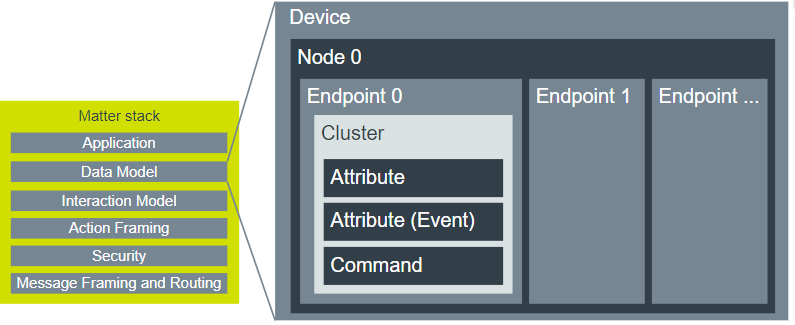 Matter stack
Application
Data Model
Interaction Model
Action Framing
Security
Message Framing and Routing
Device
Node 0
Endpoint 0
Cluster
Attribute
Attribute (Event)
Command
Endpoint 1
Endpoint ...